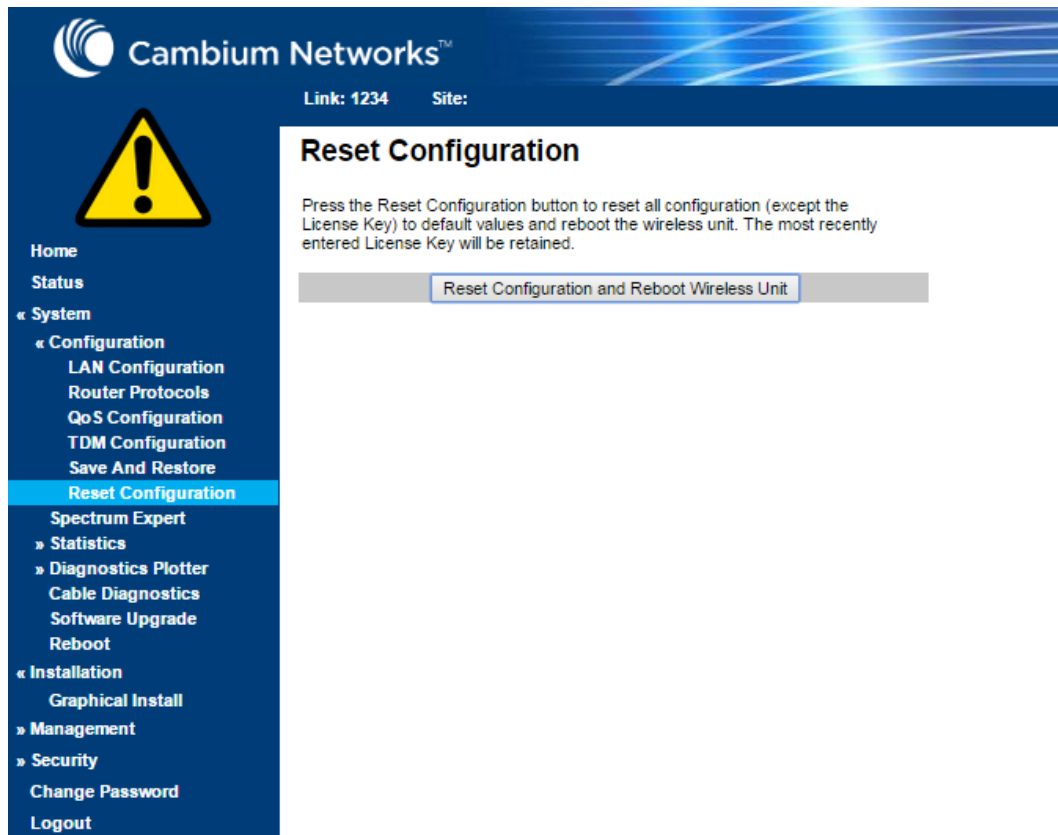 Cambium Networks™
Link: 1234 Site:
Reset Configuration
Press the Reset Configuration button to reset all configuration (except the
License Key) to default values and reboot the wireless unit. The most recently
entered License Key will be retained.
Reset Configuration and Reboot Wireless Unit
Home
Status
« System
« Configuration
LAN Configuration
Router Protocols
QoS Configuration
TDM Configuration
Save And Restore
Reset Configuration
Spectrum Expert
» Statistics
» Diagnostics Plotter
Cable Diagnostics
Software Upgrade
Reboot
« Installation
Graphical Install
» Management
» Security
Change Password
Logout